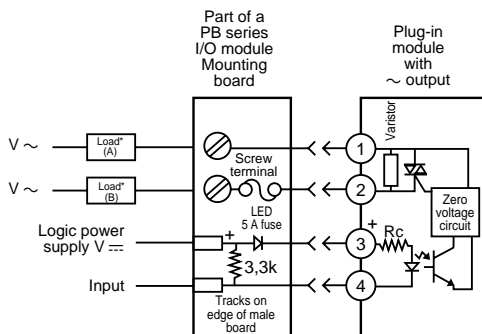 Part of a
PB series
I/O module
Mounting
board
Plug-in
module
with
~ output
V ~
Load*
(A)
1
Varistor
Screw
terminal
V ~
Load*
(B)
2
LED
5 A fuse
Zero
voltage
circuit
Logic power
supply V ⎓
+
3
+
Rc
3,3k
Input
4
Tracks on
edge of male
board